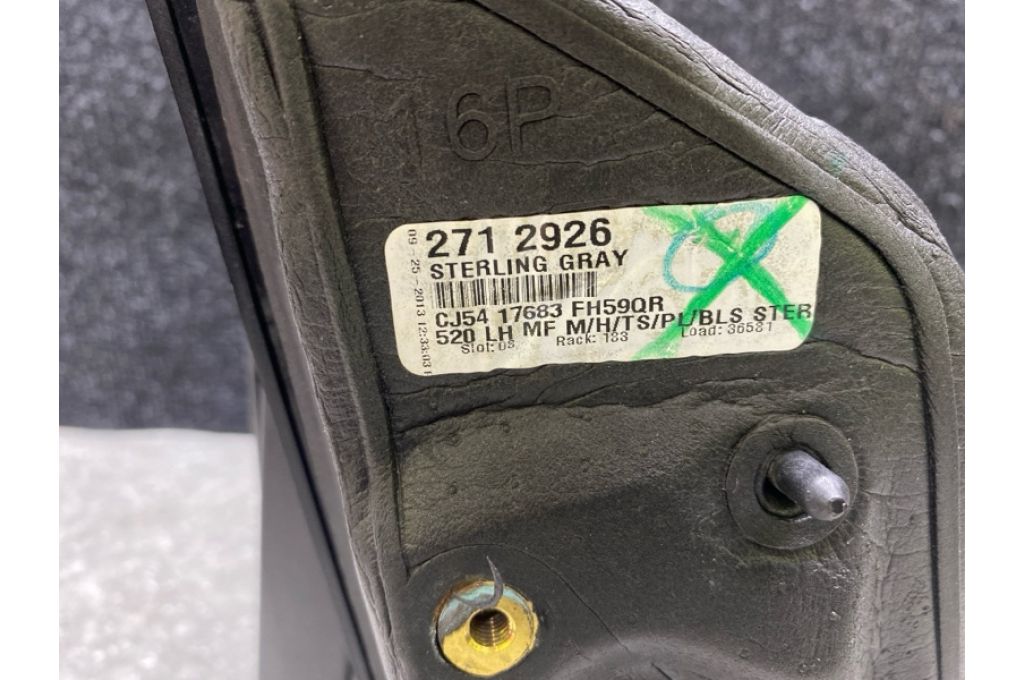 16P
09-25-2013 12:33:03
271 2926
STERLING GRAY
CJ54 17683 FH59QR
520 LH MF M/H/TS/PL/BLS STER
Slot: 08 Rack: 183 Load: 36581